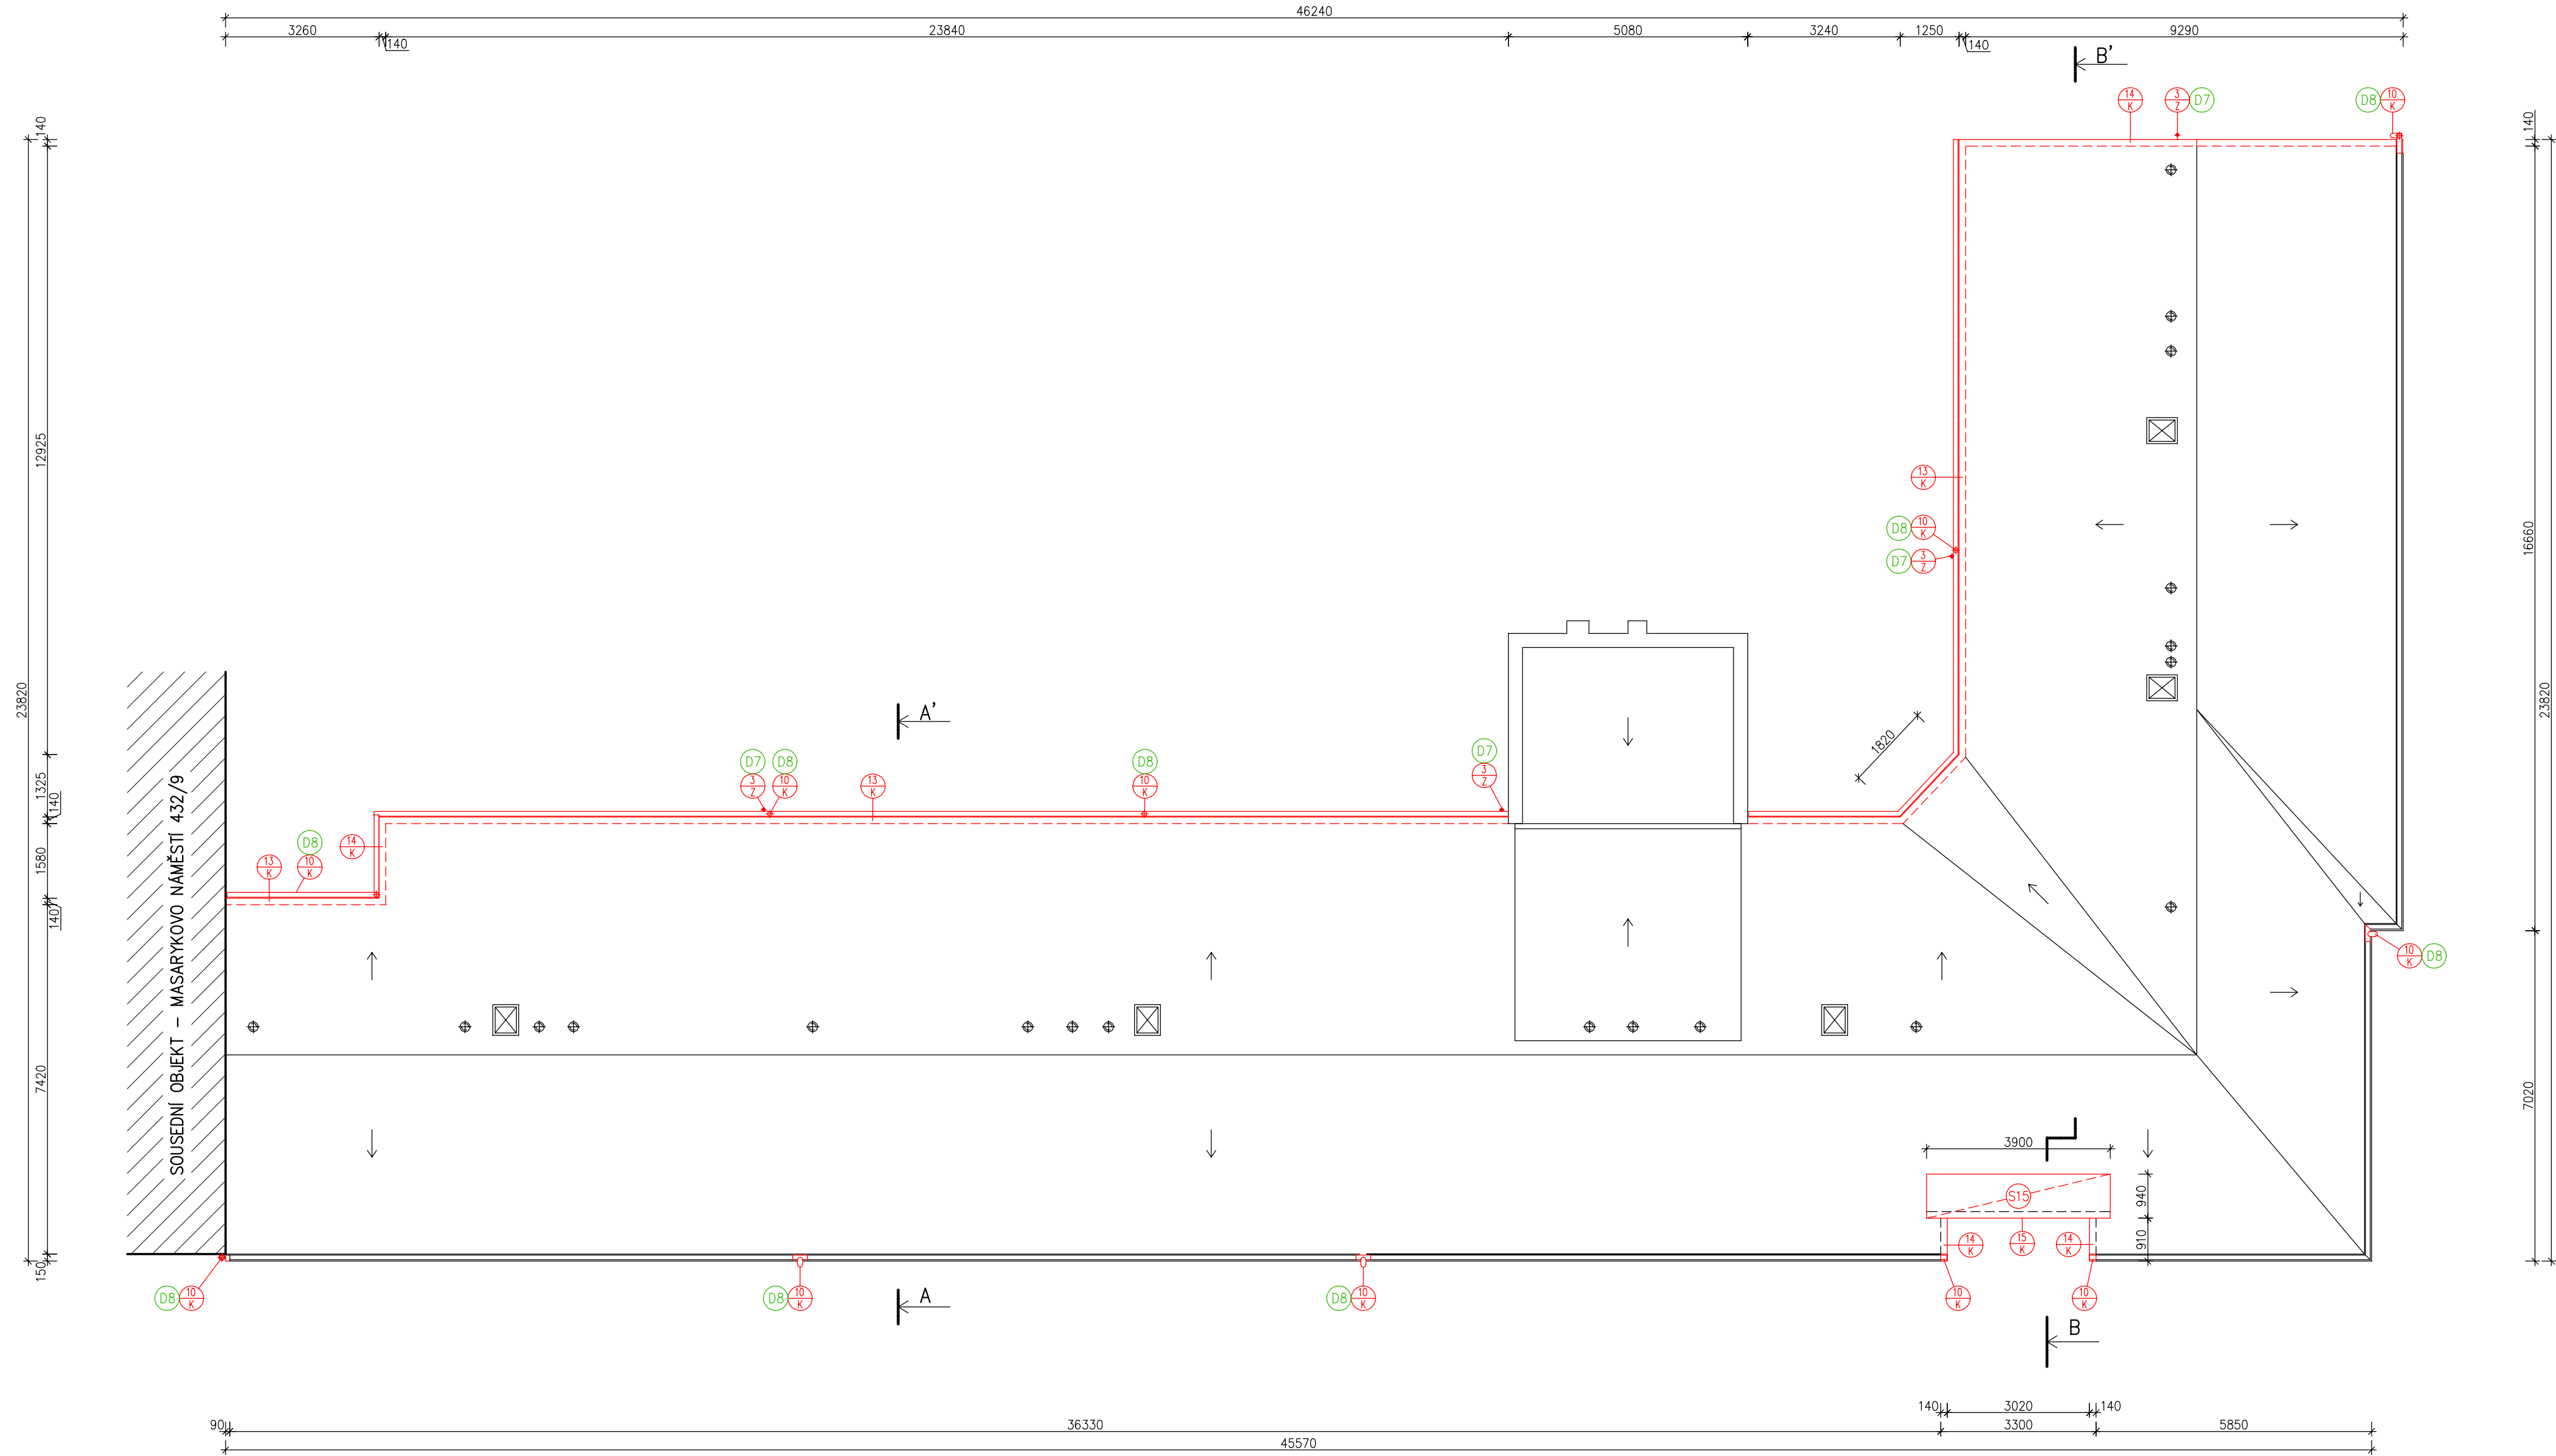 46240
3260
140
23840
5080
3240
1250
140
9290
B'
14
K
3
Z
D7
D8
10
K
140
12925
23820
1325
140
1580
140
7420
150
140
16660
23820
7020
13
K
D8
10
K
D7
3
Z
1820
A'
D7
3
Z
D8
10
K
13
K
D8
10
K
D7
3
Z
SOUSEDNÍ OBJEKT – MASARYKOVO NÁMĚSTÍ 432/9
13
K
D8
10
K
14
K
10
K
D8
3900
S15
940
910
14
K
15
K
14
K
D8
10
K
D8
10
K
A
D8
10
K
10
K
10
K
B
140
3020
140
90
36330
3300
5850
45570